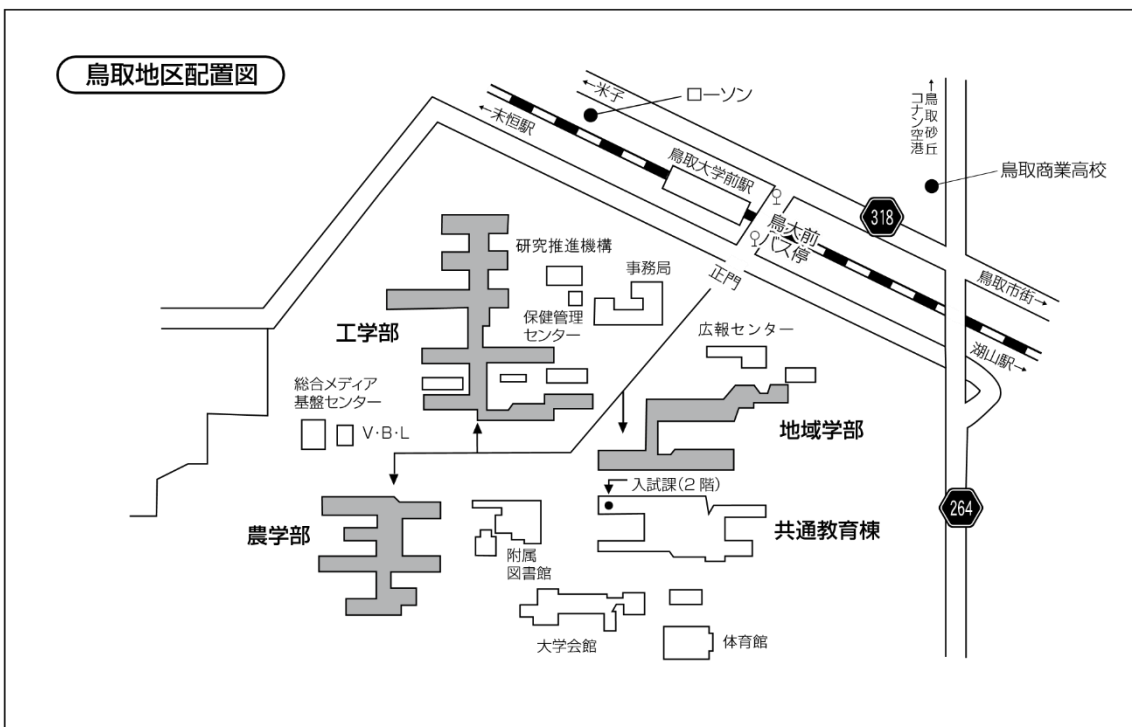 鳥取地区配置図
←米子
ローソン
←末恒駅
↑鳥取砂丘
コナン空港
鳥取大学前駅
鳥取商業高校
318
鳥大前
バス停
研究推進機構
事務局
正門
鳥取市街→
保健管理
センター
工学部
広報センター
湖山駅→
総合メディア
基盤センター
V・B・L
地域学部
入試課(2階)
264
農学部
共通教育棟
附属
図書館
大学会館
体育館